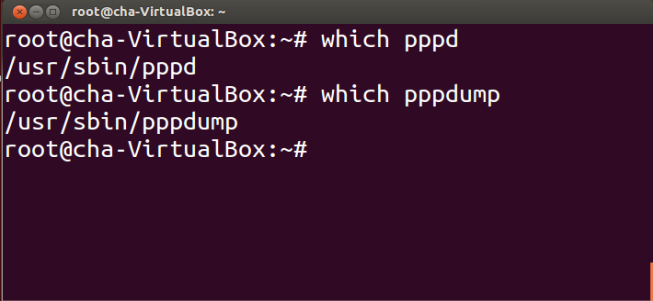 root@cha-VirtualBox: ~
root@cha-VirtualBox:~# which pppd
/usr/sbin/pppd
root@cha-VirtualBox:~# which pppdump
/usr/sbin/pppdump
root@cha-VirtualBox:~#